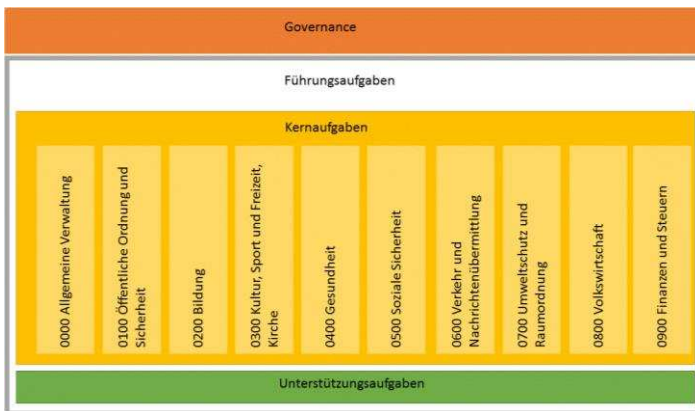 Governance
Führungsaufgaben
Kernaufgaben
0000 Allgemeine Verwaltung
0100 Öffentliche Ordnung und
Sicherheit
0200 Bildung
0300 Kultur, Sport und Freizeit,
Kirche
0400 Gesundheit
0500 Soziale Sicherheit
0600 Verkehr und
Nachrichtenübermittlung
0700 Umweltschutz und
Raumordnung
0800 Volkswirtschaft
0900 Finanzen und Steuern
Unterstützungsaufgaben